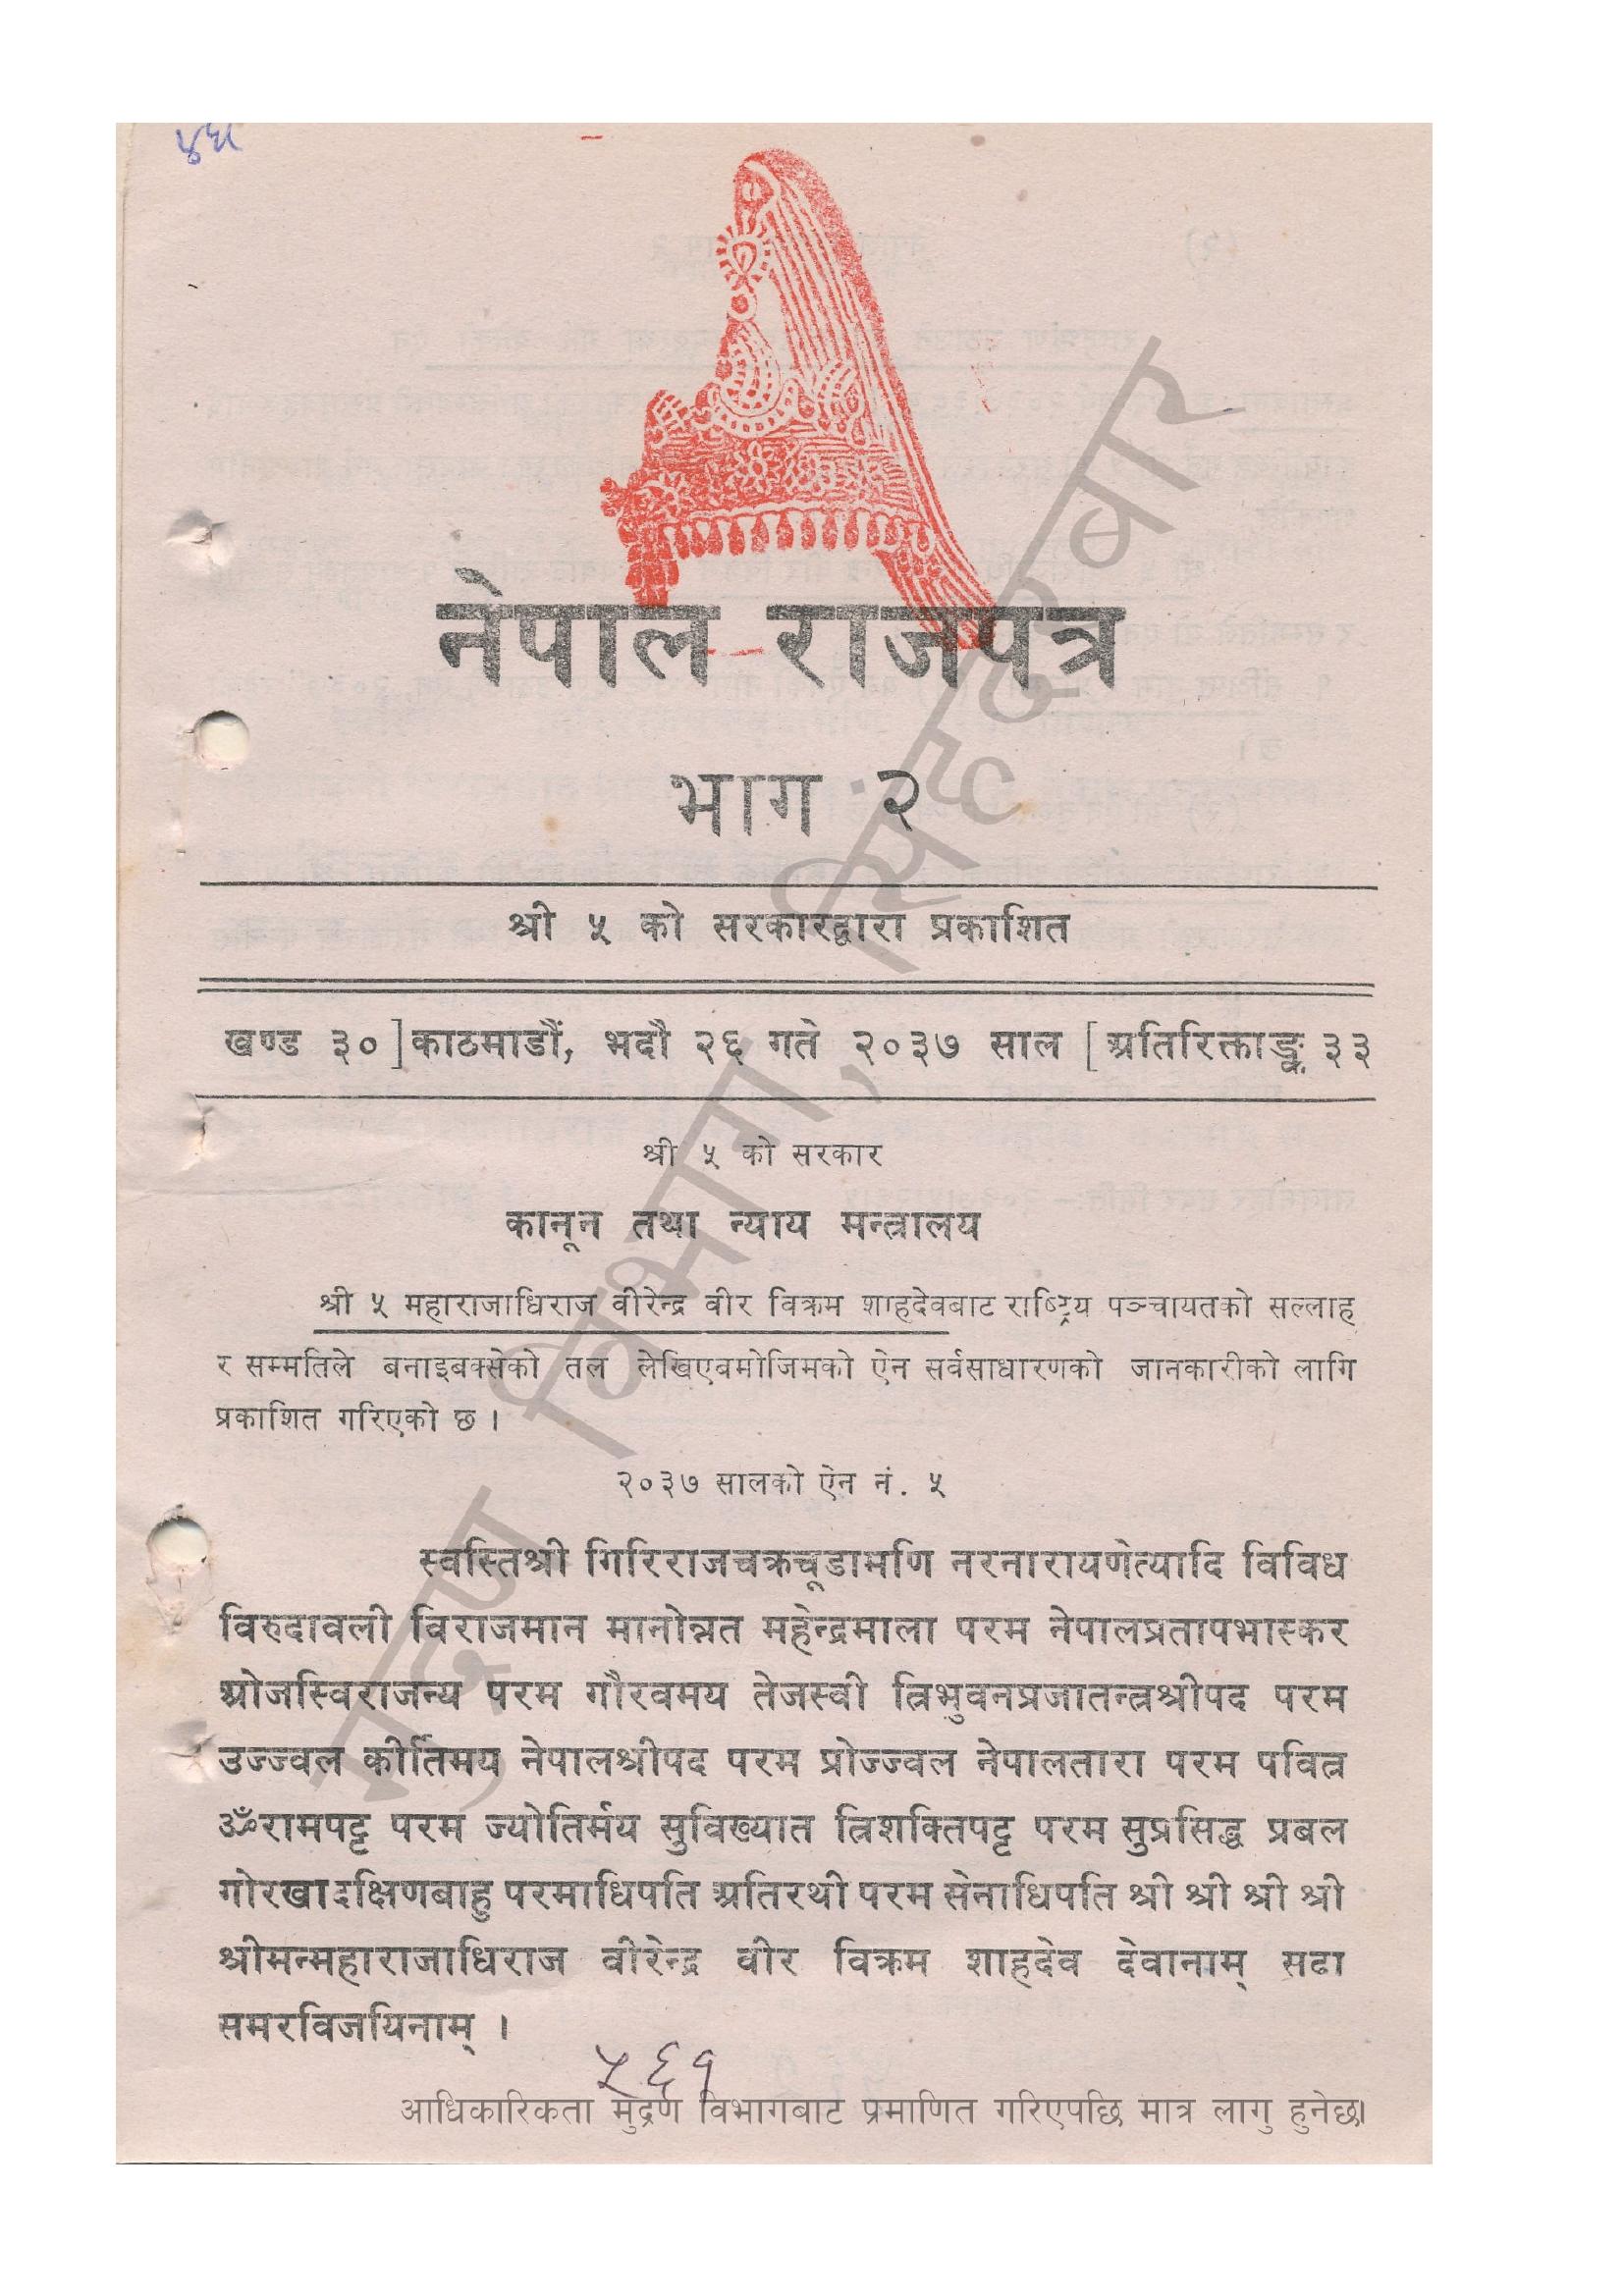 ४५
नेपाल राजपत्र
भाग २
श्री ५ को सरकारद्वारा प्रकाशित
खण्ड ३०] काठमाडौं, भदौ २६ गते २०३७ साल [अतिरिक्ताङ्क ३३
श्री ५ को सरकार
कानून तथा न्याय मन्त्रालय
श्री ५ महाराजाधिराज वीरेन्द्र वीर विक्रम शाहदेवबाट राष्ट्रिय पञ्चायतको सल्लाह
र सम्मतिले बनाइबक्सेको तल लेखिएबमोजिमको ऐन सर्वसाधारणको जानकारीको लागि
प्रकाशित गरिएको छ ।
२०३७ सालको ऐन नं. ५
स्वस्तिश्री गिरिराजचक्रचूडामणि नरनारायणेत्यादि विविध
विरुदावली विराजमान मानोन्नत महेन्द्रमाला परम नेपालप्रतापभास्कर
ओजस्विराजन्य परम गौरवमय तेजस्वी त्रिभुवनप्रजातन्त्रश्रीपद परम
उज्ज्वल कीर्तिमय नेपालश्रीपद परम प्रोज्ज्वल नेपालतारा परम पवित्र
ॐरामपट्ट परम ज्योतिर्मय सुविख्यात त्रिशक्तिपट्ट परम सुप्रसिद्ध प्रबल
गोरखादक्षिणबाहु परमाधिपति अतिरथी परम सेनाधिपति श्री श्री श्री श्री
श्रीमन्महाराजाधिराज वीरेन्द्र वीर विक्रम शाहदेव देवानाम् सदा
समरविजयिनाम् ।
५६१
आधिकारिकता मुद्रण विभागबाट प्रमाणित गरिएपछि मात्र लागु हुनेछ।
मुद्रण विभाग, सिंहदरबार